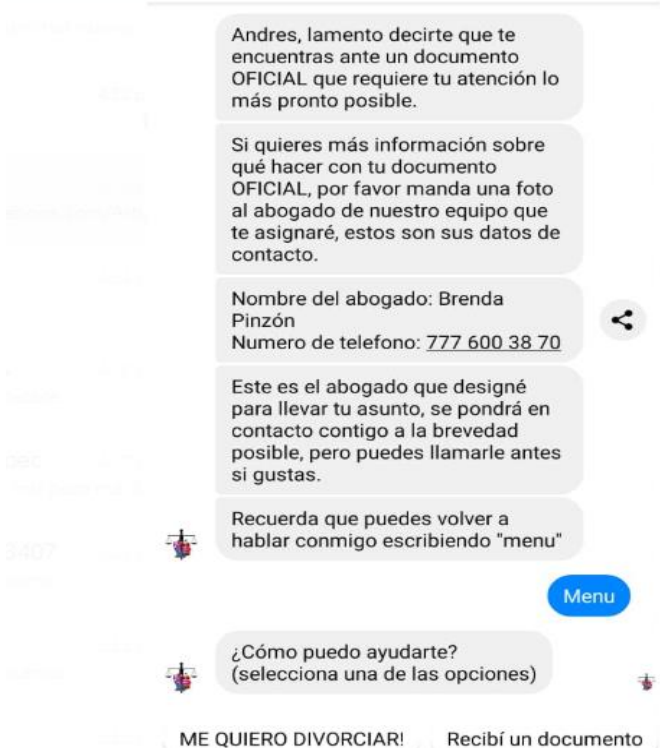 Andres, lamento decirte que te
encuentras ante un documento
OFICIAL que requiere tu atención lo
más pronto posible.
Si quieres más información sobre
qué hacer con tu documento
OFICIAL, por favor manda una foto
al abogado de nuestro equipo que
te asignaré, estos son sus datos de
contacto.
Nombre del abogado: Brenda
Pinzón
Numero de telefono: 777 600 38 70
Este es el abogado que designé
para llevar tu asunto, se pondrá en
contacto contigo a la brevedad
posible, pero puedes llamarle antes
si gustas.
Recuerda que puedes volver a
hablar conmigo escribiendo "menu"
Menu
¿Cómo puedo ayudarte?
(selecciona una de las opciones)
ME QUIERO DIVORCIAR! Recibí un documento